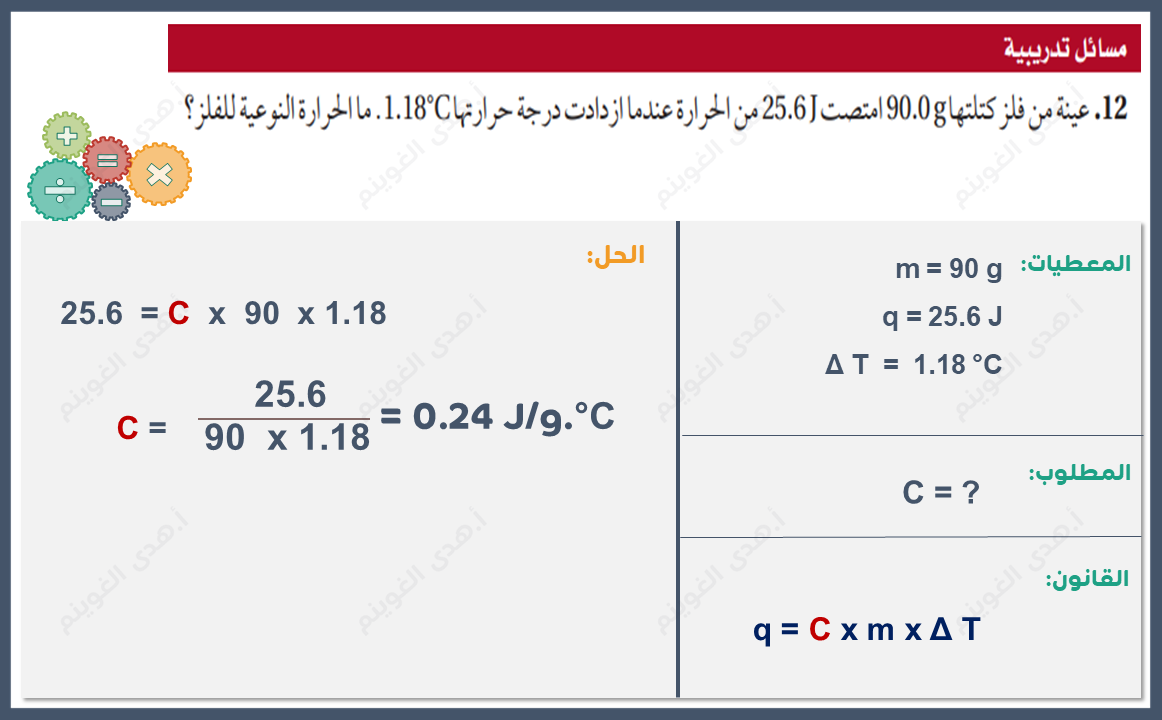 مسائل تدريبية
12. عينة من فلز كتلتها 90.0 g امتصت 25.6 J من الحرارة عندما ازدادت درجة حرارتها 1.18°C. ما الحرارة النوعية للفلز؟
المعطيات:
m = 90 g
q = 25.6 J
Δ T = 1.18 °C
المطلوب:
C = ?
القانون:
q = C x m x Δ T
الحل:
25.6 = C x 90 x 1.18
C = 25.6 / 90 x 1.18 = 0.24 J/g.°C
أ.هدى الغوينم